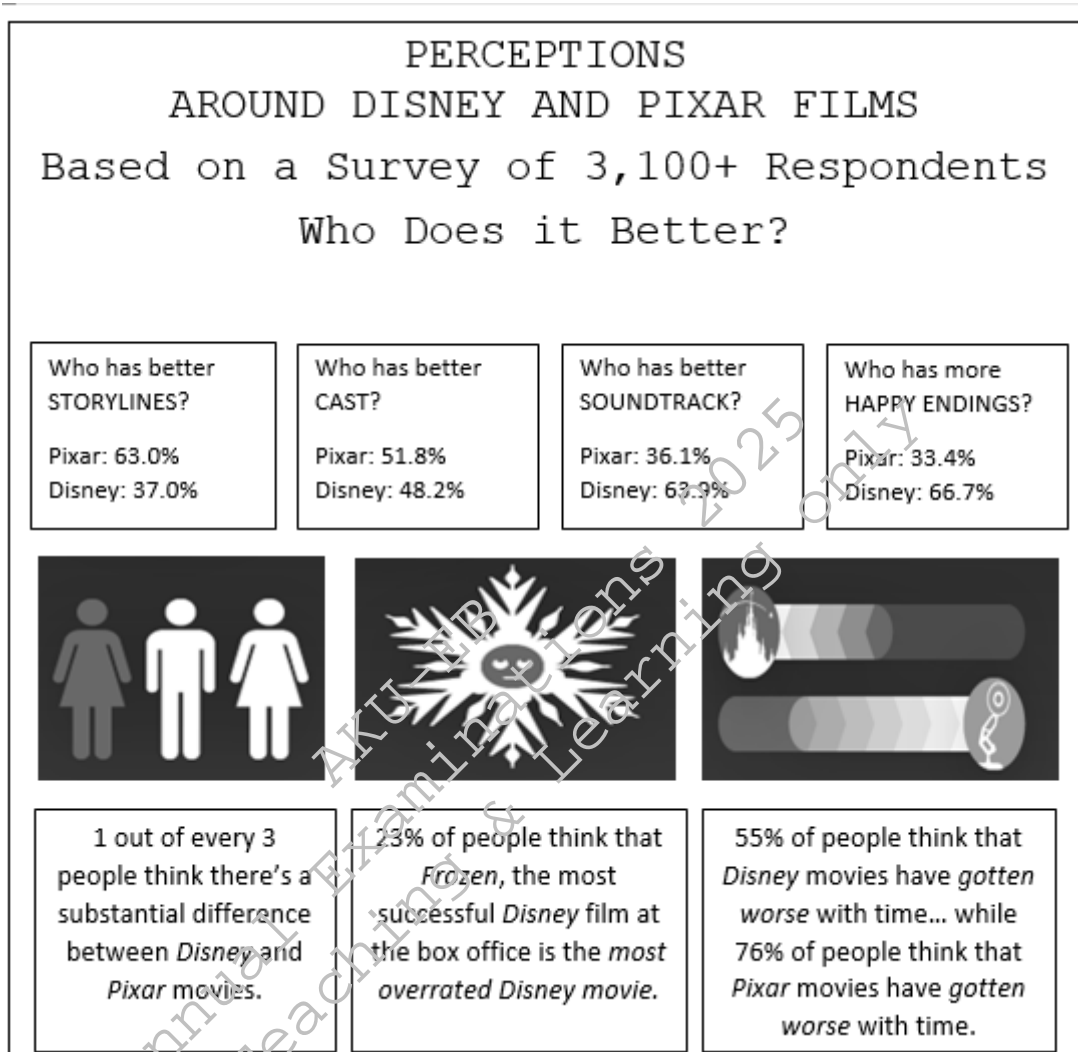 PERCEPTIONS
AROUND DISNEY AND PIXAR FILMS
Based on a Survey of 3,100+ Respondents
Who Does it Better?
Who has better
STORYLINES?
Pixar: 63.0%
Disney: 37.0%
Who has better
CAST?
Pixar: 51.8%
Disney: 48.2%
Who has better
SOUNDTRACK?
Pixar: 36.1%
Disney: 63.9%
Who has more
HAPPY ENDINGS?
Pixar: 33.4%
Disney: 66.7%
1 out of every 3
people think there's a
substantial difference
between Disney and
Pixar movies.
23% of people think that
Frozen, the most
successful Disney film at
the box office is the most
overrated Disney movie.
55% of people think that
Disney movies have gotten
worse with time... while
76% of people think that
Pixar movies have gotten
worse with time.
AKU-EB
Examinations 2025
& Learning only